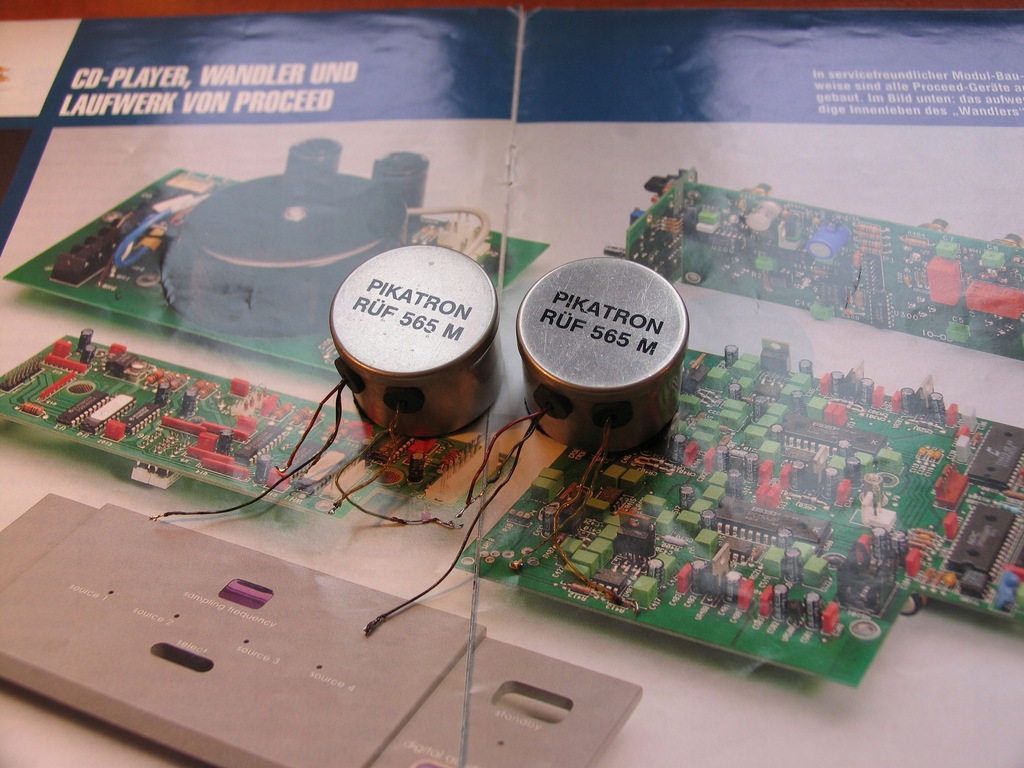 CD-PLAYER, WANDLER UND
LAUFWERK VON PROCEED
In servicefreundlicher Modul-Bau-
weise sind alle Proceed-Geräte
gebaut. Im Bild unten: das
dige Innenleben des „Wandlers"
PIKATRON
RÜF 565 M
PIKATRON
RÜF 565 M
source 1
sampling frequency
source 2
select
source 3
source 4
standby
digital